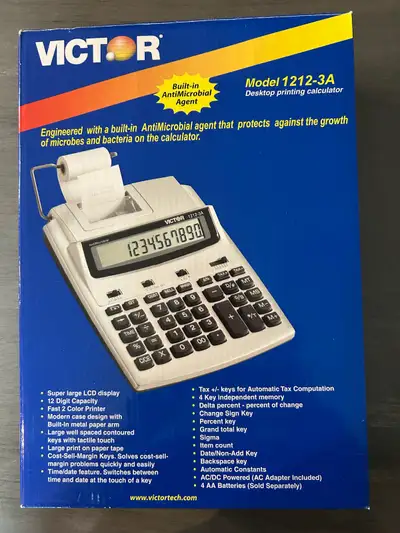 VICTOR®
Built-in
AntiMicrobial
Agent
Model 1212-3A
Desktop printing calculator
Engineered with a built-in AntiMicrobial agent that protects against the growth
of microbes and bacteria on the calculator.
VICTOR 1212-3A
1234567890.
• Super large LCD display
• 12 Digit Capacity
• Fast 2 Color Printer
• Modern case design with
Built-In metal paper arm
• Large well spaced contoured
keys with tactile touch
• Large print on paper tape
• Cost-Sell-Margin Keys. Solves cost-sell-
margin problems quickly and easily
• Time/date feature. Switches between
time and date at the touch of a key
• Tax +/- keys for Automatic Tax Computation
• 4 Key independent memory
• Delta percent - percent of change
• Change Sign Key
• Percent key
• Grand total key
• Sigma
• Item count
• Date/Non-Add Key
• Backspace key
• Automatic Constants
• AC/DC Powered (AC Adapter Included)
• 4 AA Batteries (Sold Separately)
www.victortech.com